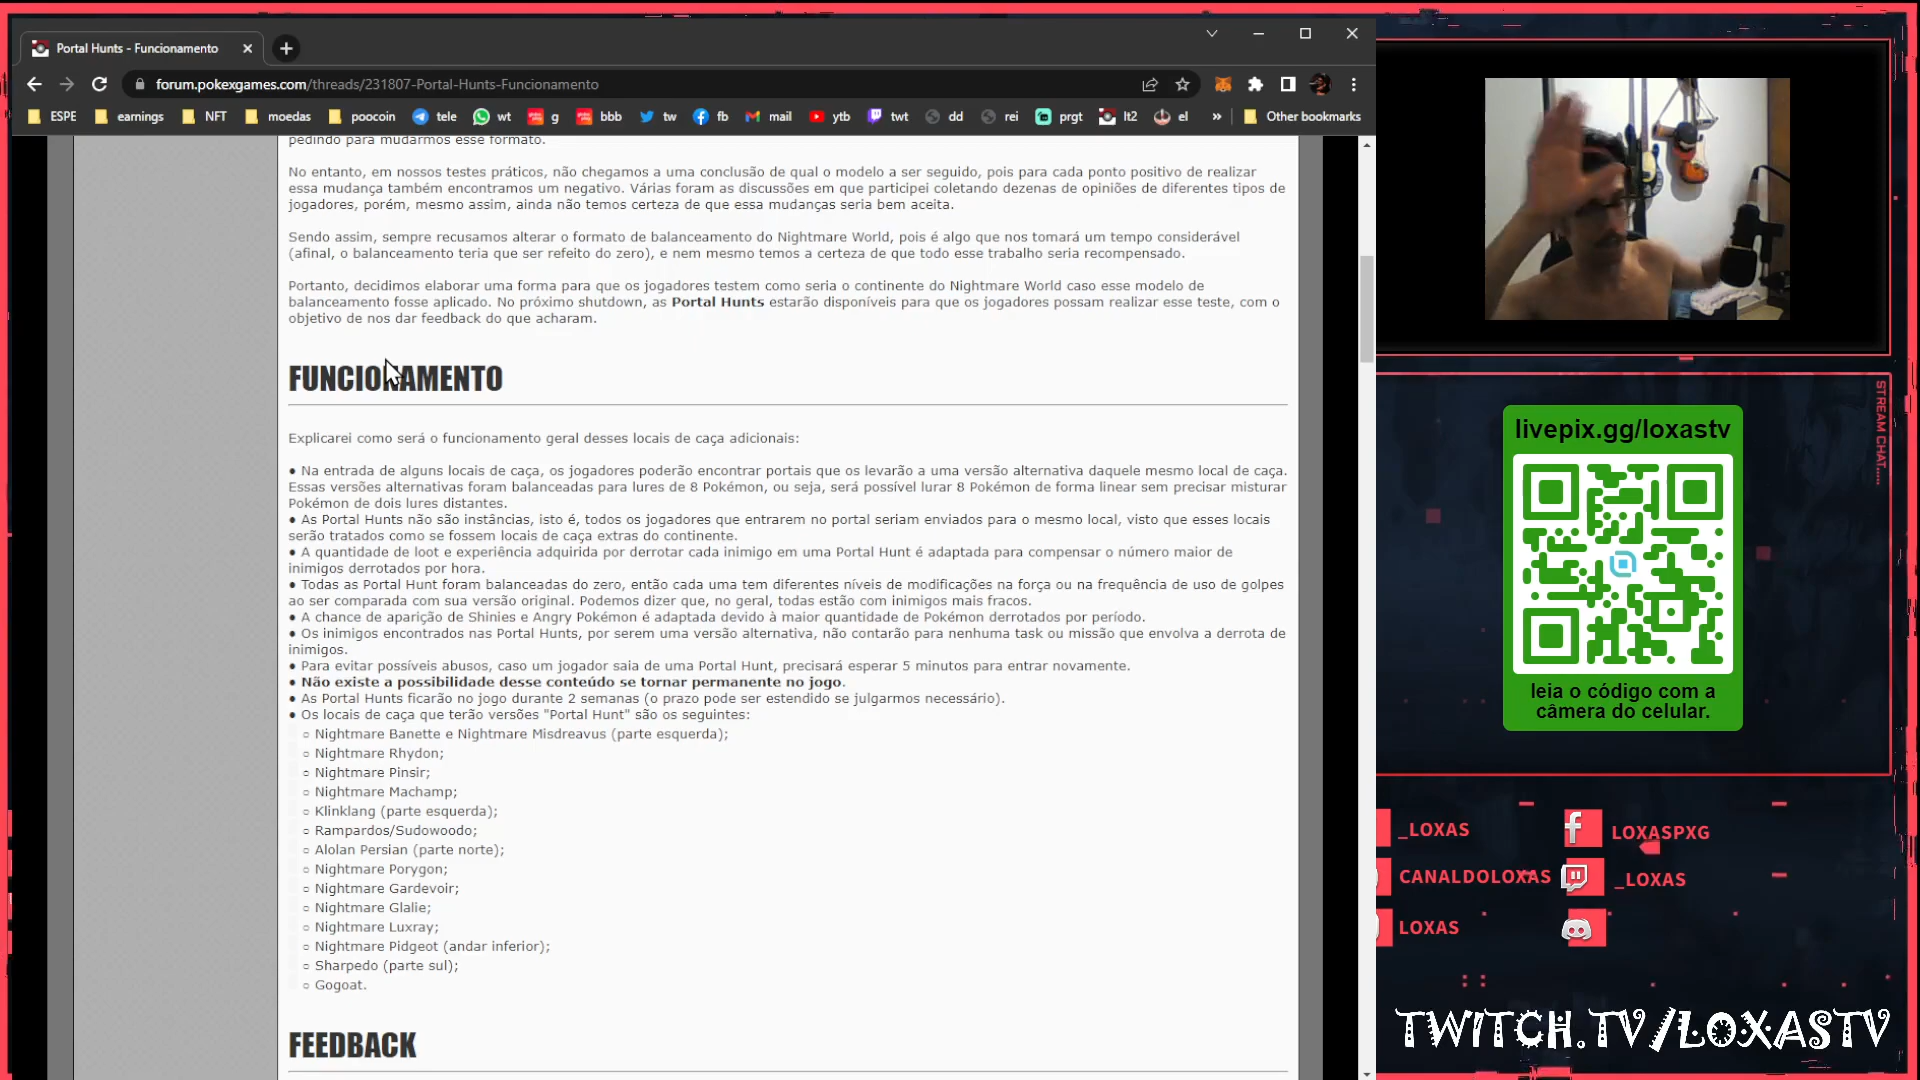 Portal Hunts - Funcionamento
forum.pokexgames.com/threads/231807-Portal-Hunts-Funcionamento
ESPE earnings NFT moedas poocoin tele wt g bbb tw fb mail ytb twt dd rei prgt lt2 el » Other bookmarks
pedindo para mudarmos esse formato.
No entanto, em nossos testes práticos, não chegamos a uma conclusão de qual o modelo a ser seguido, pois para cada ponto positivo de realizar
essa mudança também encontramos um negativo. Várias foram as discussões em que participei coletando dezenas de opiniões de diferentes tipos de
jogadores, porém, mesmo assim, ainda não temos certeza de que essa mudanças seria bem aceita.
Sendo assim, sempre recusamos alterar o formato de balanceamento do Nightmare World, pois é algo que nos tomará um tempo considerável
(afinal, o balanceamento teria que ser refeito do zero), e nem mesmo temos a certeza de que todo esse trabalho seria recompensado.
Portanto, decidimos elaborar uma forma para que os jogadores testem como seria o continente do Nightmare World caso esse modelo de
balanceamento fosse aplicado. No próximo shutdown, as Portal Hunts estarão disponíveis para que os jogadores possam realizar esse teste, com o
objetivo de nos dar feedback do que acharam.
FUNCIONAMENTO
Explicarei como será o funcionamento geral desses locais de caça adicionais:
● Na entrada de alguns locais de caça, os jogadores poderão encontrar portais que os levarão a uma versão alternativa daquele mesmo local de caça.
Essas versões alternativas foram balanceadas para lures de 8 Pokémon, ou seja, será possível lurar 8 Pokémon de forma linear sem precisar misturar
Pokémon de dois lures distantes.
● As Portal Hunts não são instâncias, isto é, todos os jogadores que entrarem no portal seriam enviados para o mesmo local, visto que esses locais
serão tratados como se fossem locais de caça extras do continente.
● A quantidade de loot e experiência adquirida por derrotar cada inimigo em uma Portal Hunt é adaptada para compensar o número maior de
inimigos derrotados por hora.
● Todas as Portal Hunt foram balanceadas do zero, então cada uma tem diferentes níveis de modificações na força ou na frequência de uso de golpes
ao ser comparada com sua versão original. Podemos dizer que, no geral, todas estão com inimigos mais fracos.
● A chance de aparição de Shinies e Angry Pokémon é adaptada devido à maior quantidade de Pokémon derrotados por período.
● Os inimigos encontrados nas Portal Hunts, por serem uma versão alternativa, não contarão para nenhuma task ou missão que envolva a derrota de
inimigos.
● Para evitar possíveis abusos, caso um jogador saia de uma Portal Hunt, precisará esperar 5 minutos para entrar novamente.
● Não existe a possibilidade desse conteúdo se tornar permanente no jogo.
● As Portal Hunts ficarão no jogo durante 2 semanas (o prazo pode ser estendido se julgarmos necessário).
● Os locais de caça que terão versões "Portal Hunt" são os seguintes:
○ Nightmare Banette e Nightmare Misdreavus (parte esquerda);
○ Nightmare Rhydon;
○ Nightmare Pinsir;
○ Nightmare Machamp;
○ Klinklang (parte esquerda);
○ Rampardos/Sudowoodo;
○ Alolan Persian (parte norte);
○ Nightmare Porygon;
○ Nightmare Gardevoir;
○ Nightmare Glalie;
○ Nightmare Luxray;
○ Nightmare Pidgeot (andar inferior);
○ Sharpedo (parte sul);
○ Gogoat.
FEEDBACK
STREAM CHAT....
livepix.gg/loxastv
leia o código com a
câmera do celular.
_LOXAS
LOXASPXG
CANALDOLOXAS
_LOXAS
LOXAS
TWITCH.TV/LOXASTV